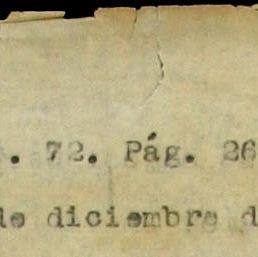 . 72. Pág. 26
de diciembre d